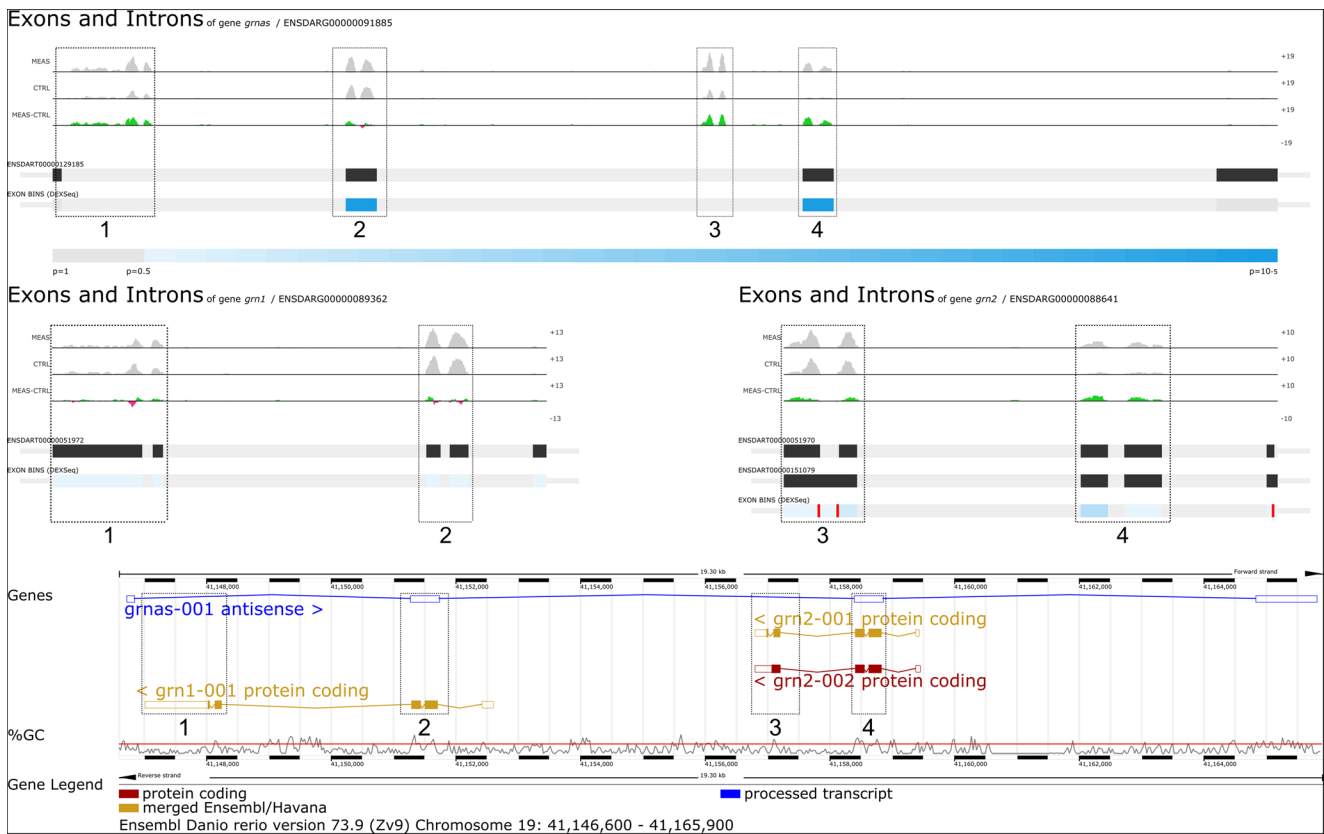 Exons and Introns of gene grnas / ENSDARG00000091885
MEAS +19
CTRL +19
MEAS-CTRL +19
-19
ENSDART00000129185
EXON BINS (DEXSeq)
1 2 3 4
p=1 p=0.5 p=10-5
Exons and Introns of gene grn1 / ENSDARG00000089362
MEAS +13
CTRL +13
MEAS-CTRL +13
-13
ENSDART00000051972
EXON BINS (DEXSeq)
1 2
Exons and Introns of gene grn2 / ENSDARG00000088641
MEAS +10
CTRL +10
MEAS-CTRL +10
-10
ENSDART00000051970
ENSDART00000151079
EXON BINS (DEXSeq)
3 4
19.30 kb Forward strand
41,148,000 41,150,000 41,152,000 41,154,000 41,156,000 41,158,000 41,160,000 41,162,000 41,164,000
Genes
grnas-001 antisense >
< grn2-001 protein coding
< grn2-002 protein coding
< grn1-001 protein coding
1 2 3 4
%GC
41,148,000 41,150,000 41,152,000 41,154,000 41,156,000 41,158,000 41,160,000 41,162,000 41,164,000
Reverse strand 19.30 kb
Gene Legend
protein coding processed transcript
merged Ensembl/Havana
Ensembl Danio rerio version 73.9 (Zv9) Chromosome 19: 41,146,600 - 41,165,900